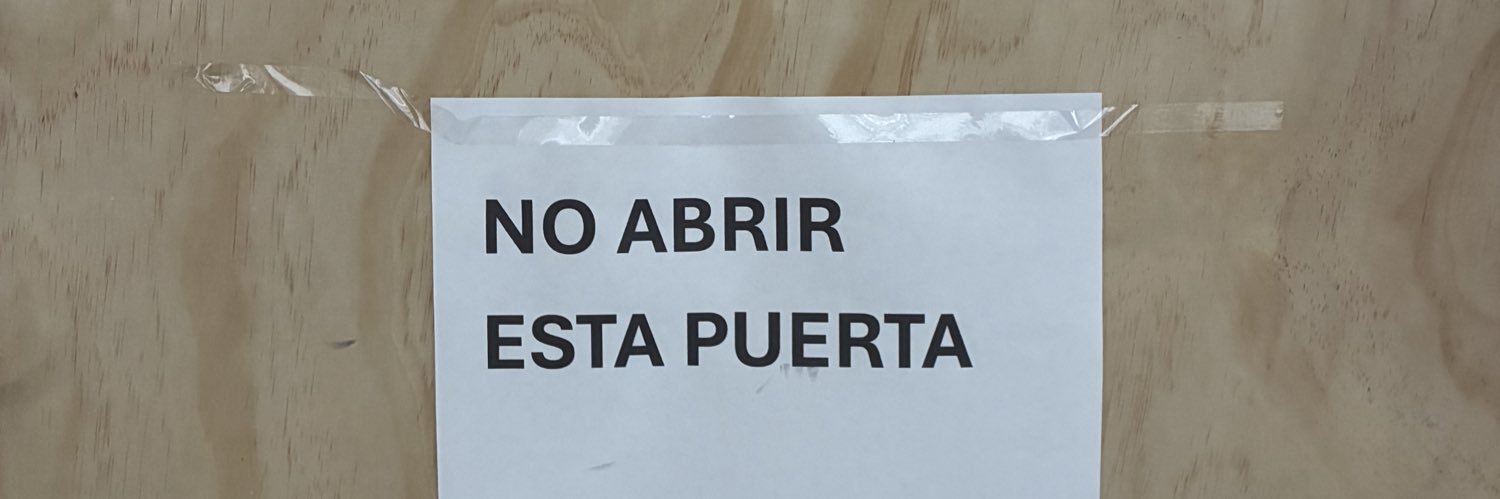 NO ABRIR
ESTA PUERTA